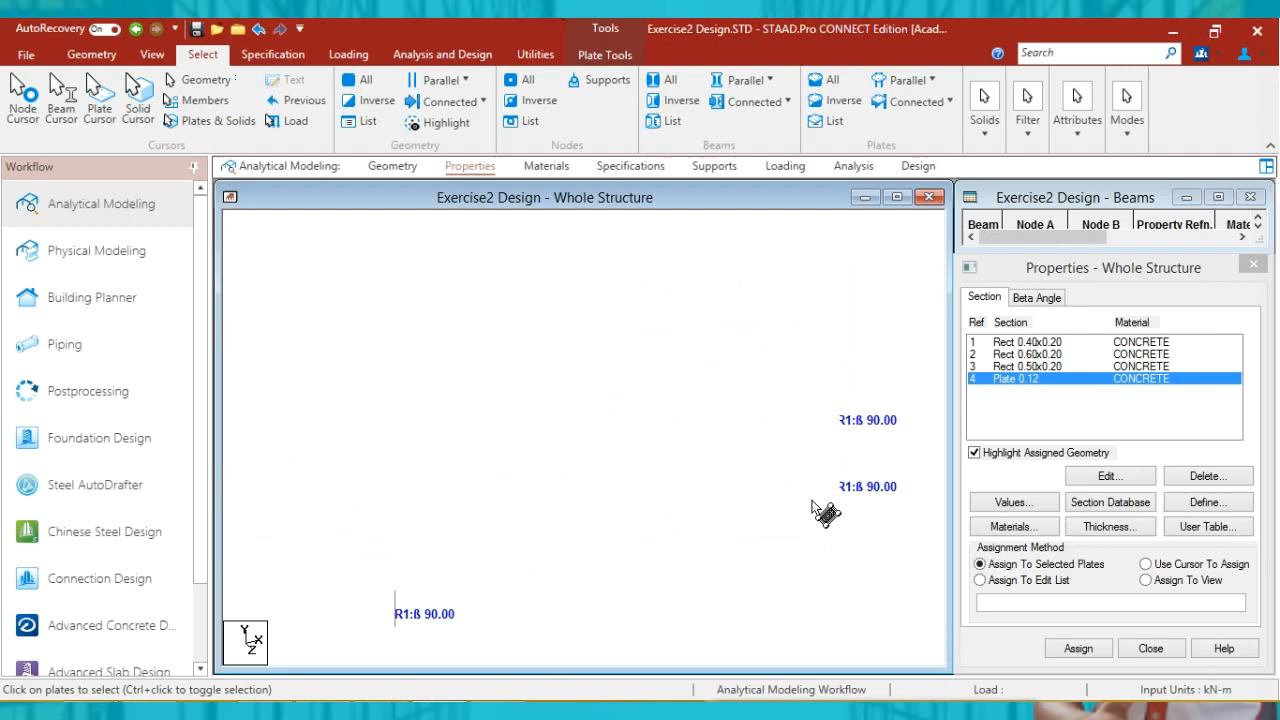 AutoRecovery On
Tools
Exercise2 Design.STD - STAAD.Pro CONNECT Edition [Acad...
File Geometry View Select Specification Loading Analysis and Design Utilities Plate Tools
Search
Node Cursor
Beam Cursor
Plate Cursor
Solid Cursor
Geometry
Members
Plates & Solids
Text
Previous
Load
Cursors
All
Inverse
List
Parallel
Connected
Highlight
Geometry
All
Inverse
List
Supports
Nodes
All
Inverse
List
Parallel
Connected
Beams
All
Inverse
List
Parallel
Connected
Plates
Solids
Filter
Attributes
Modes
Workflow
Analytical Modeling: Geometry Properties Materials Specifications Supports Loading Analysis Design
Analytical Modeling
Physical Modeling
Building Planner
Piping
Postprocessing
Foundation Design
Steel AutoDrafter
Chinese Steel Design
Connection Design
Advanced Concrete D...
Advanced Slab Design
Exercise2 Design - Whole Structure
R1:ß 90.00
R1:ß 90.00
R1:ß 90.00
Y
X
Z
Exercise2 Design - Beams
Beam Node A Node B Property Refn. Mate
Properties - Whole Structure
Section Beta Angle
Ref Section Material
1 Rect 0.40x0.20 CONCRETE
2 Rect 0.60x0.20 CONCRETE
3 Rect 0.50x0.20 CONCRETE
4 Plate 0.12 CONCRETE
Highlight Assigned Geometry
Edit... Delete...
Values... Section Database Define...
Materials... Thickness... User Table...
Assignment Method
Assign To Selected Plates Use Cursor To Assign
Assign To Edit List Assign To View
Assign Close Help
Click on plates to select (Ctrl+click to toggle selection)
Analytical Modeling Workflow
Load :
Input Units : kN-m